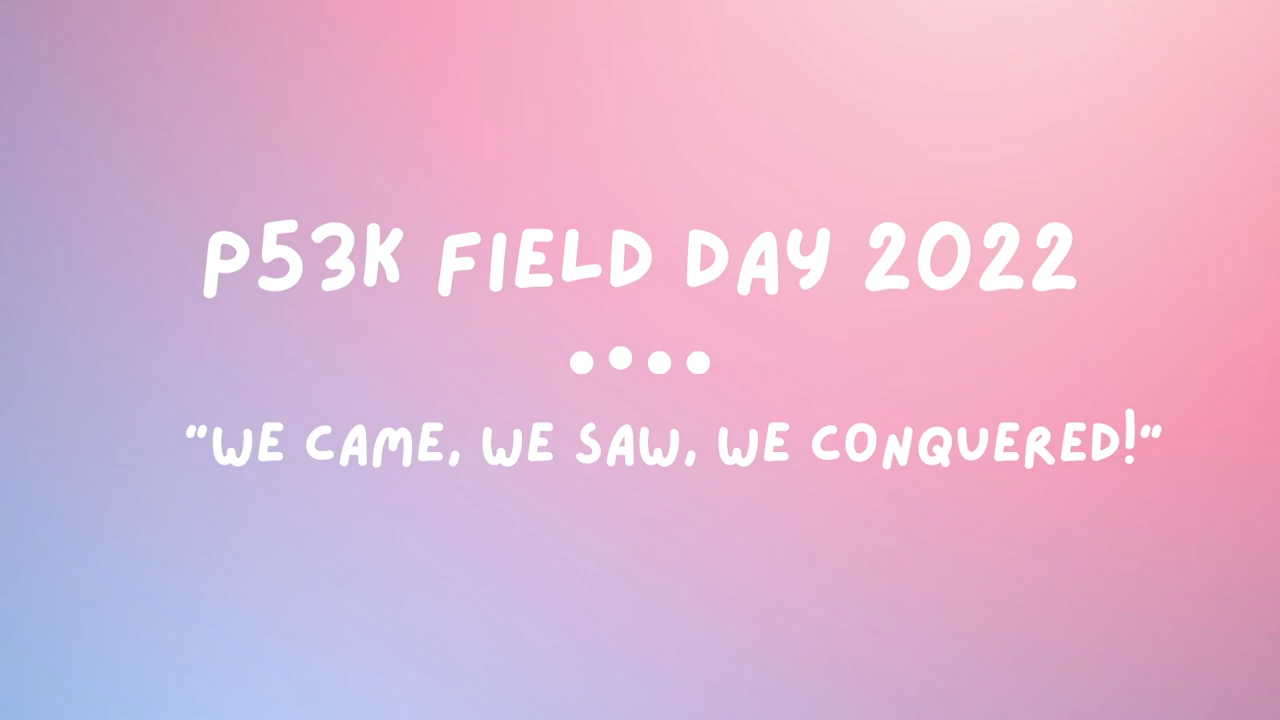 P53K FIELD DAY 2022
“WE CAME, WE SAW, WE CONQUERED!“